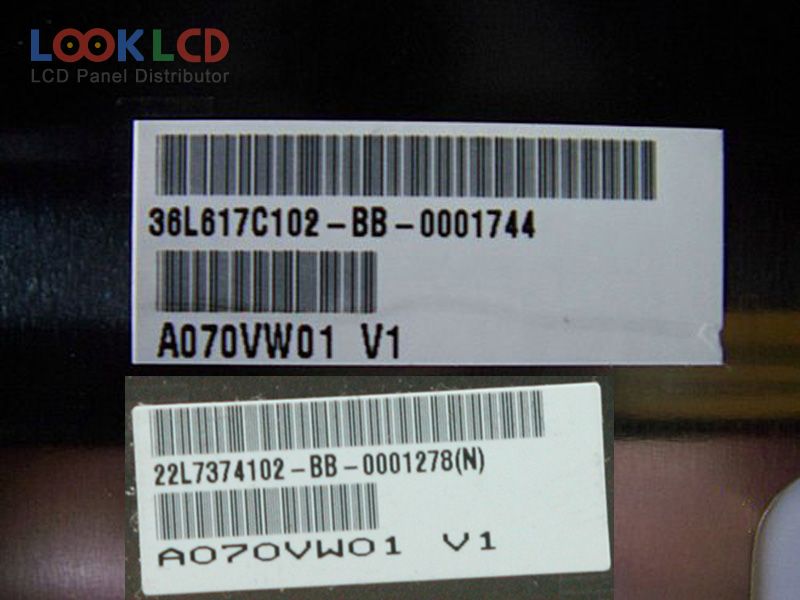 LOOKLCD
LCD Panel Distributor
36L617C102-BB-0001744
A070VW01 V1
22L7374102-BB-0001278(N)
A070VW01 V1